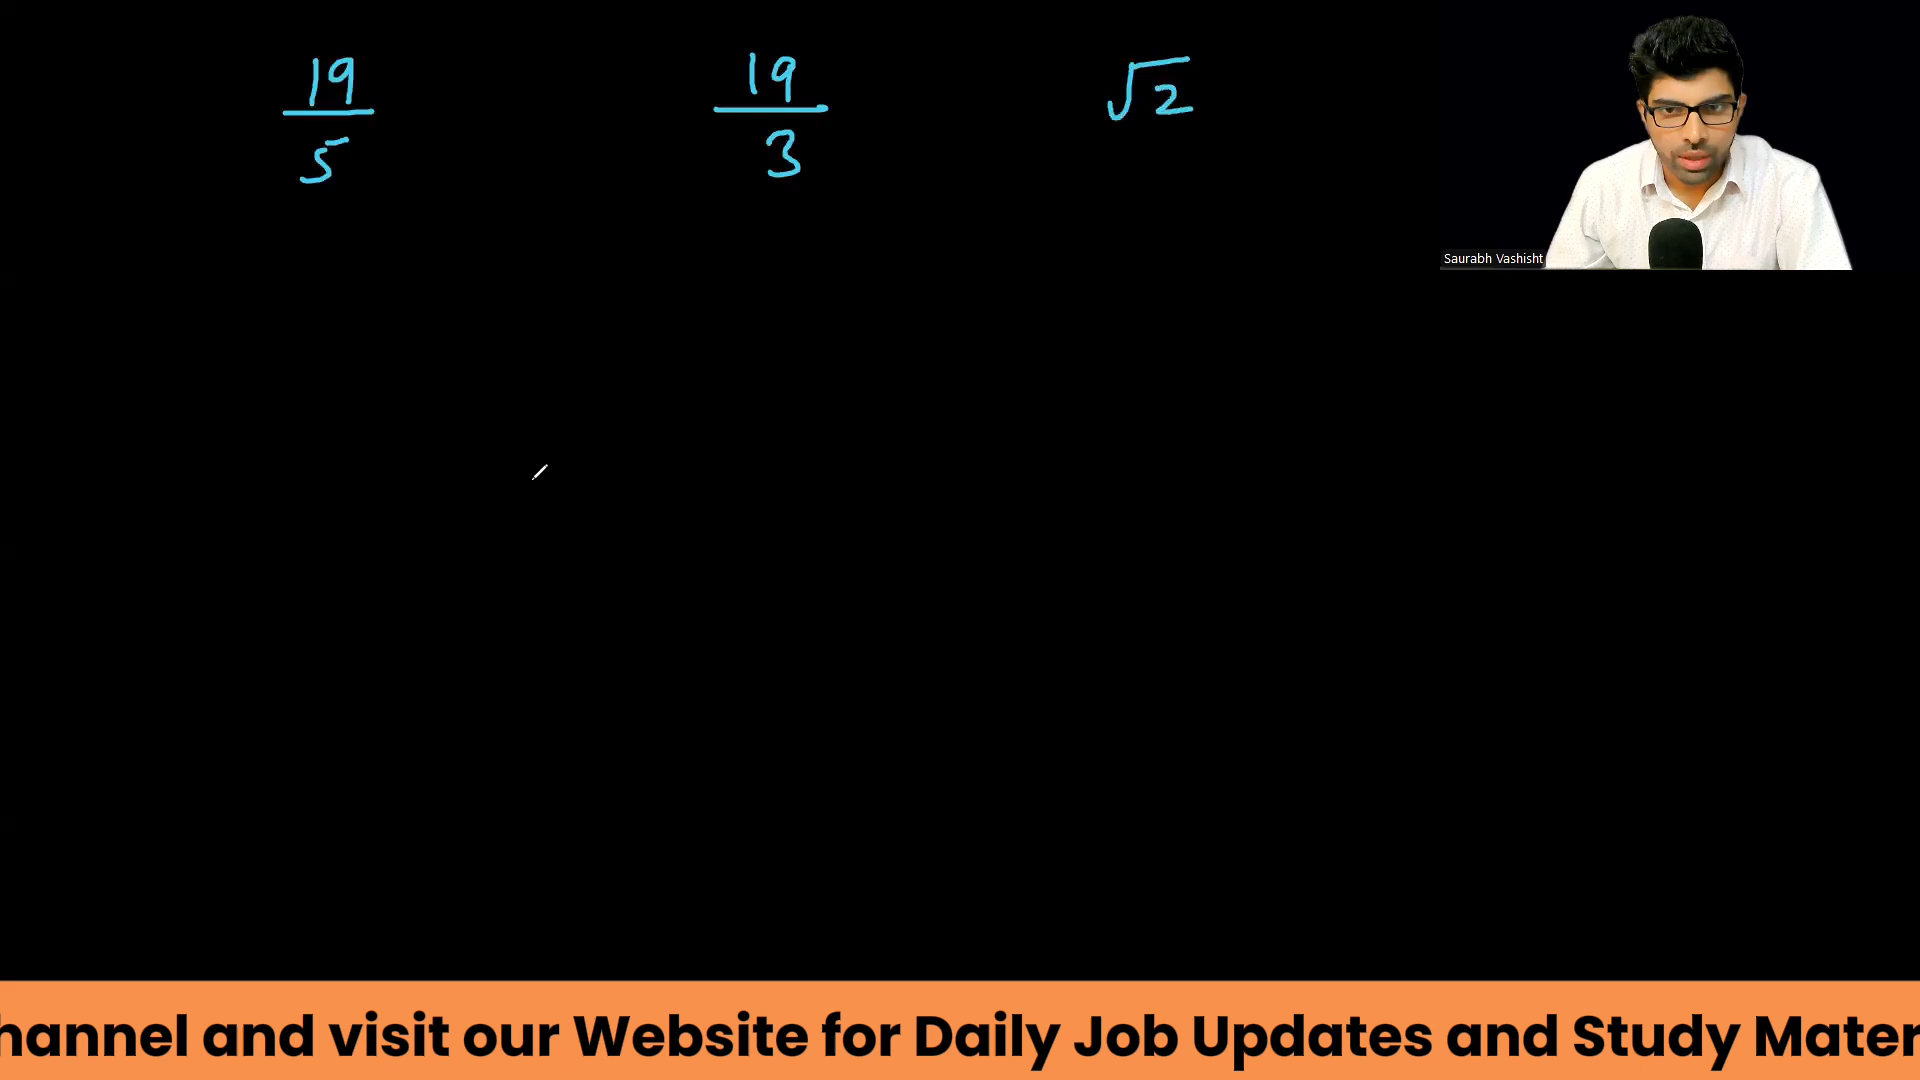 19/5
19/3
√2
Saurabh Vashisht
hannel and visit our Website for Daily Job Updates and Study Mater